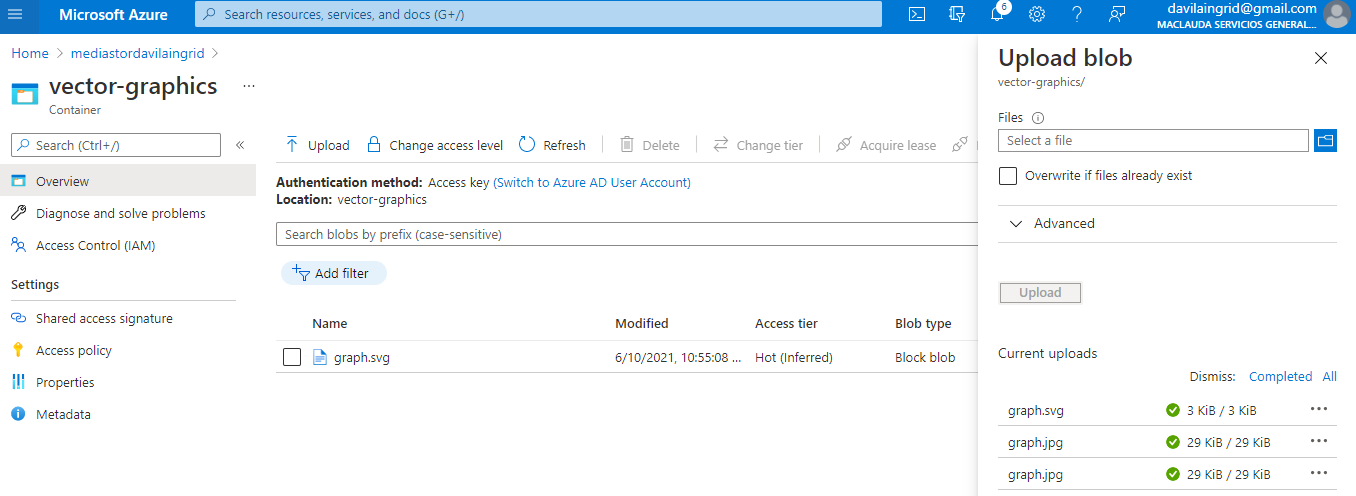 Microsoft Azure
Search resources, services, and docs (G+/)
6
davilaingrid@gmail.com
MACLAUDA SERVICIOS GENERAL...
Home > mediastordavilaingrid >
vector-graphics ...
Container
Search (Ctrl+/) «
Overview
Diagnose and solve problems
Access Control (IAM)
Settings
Shared access signature
Access policy
Properties
Metadata
Upload Change access level Refresh Delete Change tier Acquire lease
Authentication method: Access key (Switch to Azure AD User Account)
Location: vector-graphics
Search blobs by prefix (case-sensitive)
Add filter
Name Modified Access tier Blob type
graph.svg 6/10/2021, 10:55:08 ... Hot (Inferred) Block blob
Upload blob
vector-graphics/
Files
Select a file
Overwrite if files already exist
Advanced
Upload
Current uploads
Dismiss: Completed All
graph.svg 3 KiB / 3 KiB ...
graph.jpg 29 KiB / 29 KiB ...
graph.jpg 29 KiB / 29 KiB ...